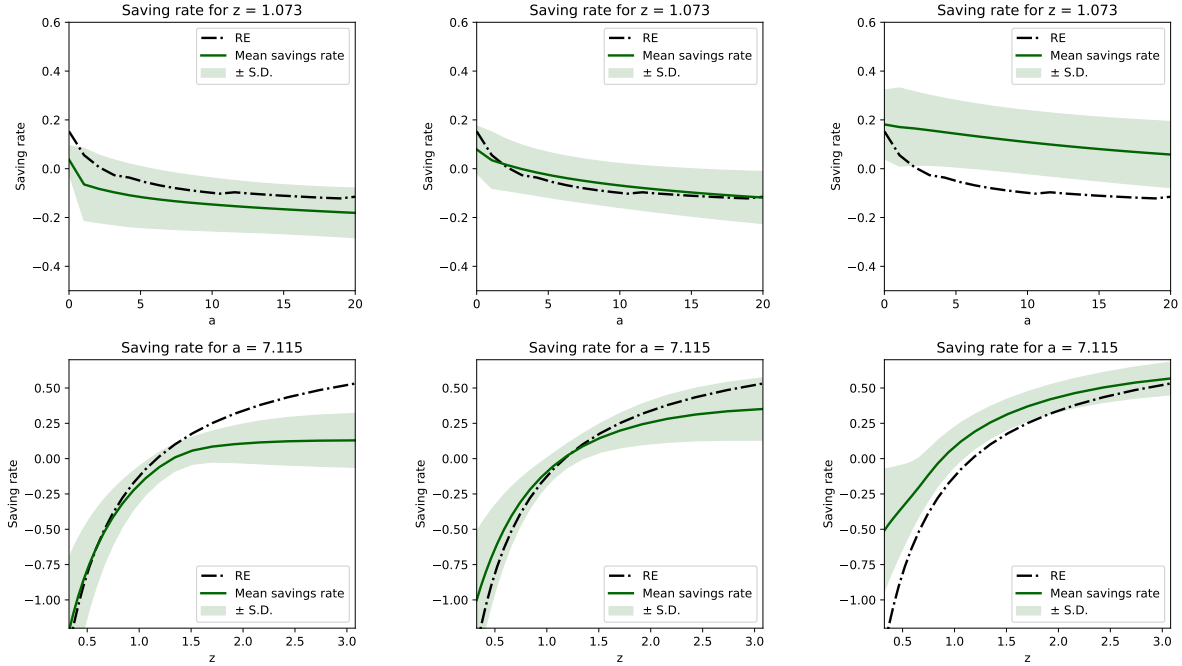 Saving rate for z = 1.073
0.6
0.4
0.2
0.0
−0.2
−0.4
Saving rate
0
5
10
15
20
a
RE
Mean savings rate
± S.D.
Saving rate for z = 1.073
0.6
0.4
0.2
0.0
−0.2
−0.4
Saving rate
0
5
10
15
20
a
RE
Mean savings rate
± S.D.
Saving rate for z = 1.073
0.6
0.4
0.2
0.0
−0.2
−0.4
Saving rate
0
5
10
15
20
a
RE
Mean savings rate
± S.D.
Saving rate for a = 7.115
0.50
0.25
0.00
−0.25
−0.50
−0.75
−1.00
Saving rate
0.5
1.0
1.5
2.0
2.5
3.0
z
RE
Mean savings rate
± S.D.
Saving rate for a = 7.115
0.50
0.25
0.00
−0.25
−0.50
−0.75
−1.00
Saving rate
0.5
1.0
1.5
2.0
2.5
3.0
z
RE
Mean savings rate
± S.D.
Saving rate for a = 7.115
0.50
0.25
0.00
−0.25
−0.50
−0.75
−1.00
Saving rate
0.5
1.0
1.5
2.0
2.5
3.0
z
RE
Mean savings rate
± S.D.